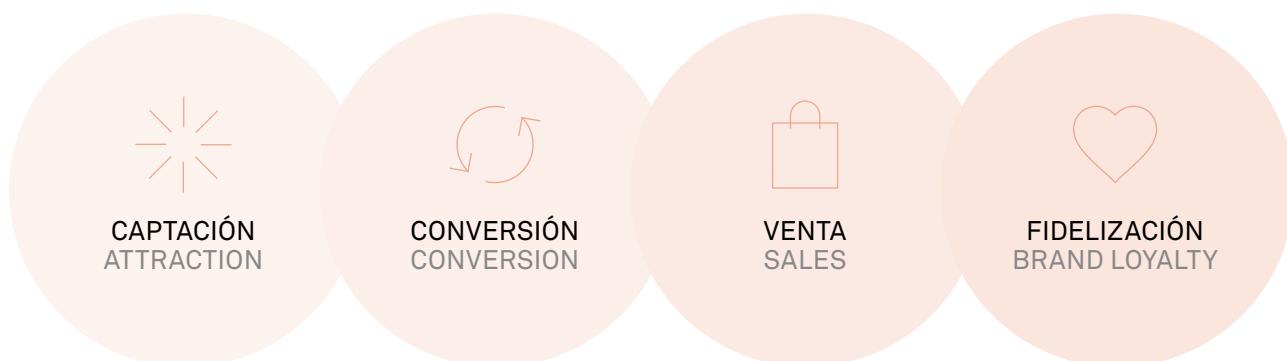 CAPTACIÓN
ATTRACTION
CONVERSIÓN
CONVERSION
VENTA
SALES
FIDELIZACIÓN
BRAND LOYALTY